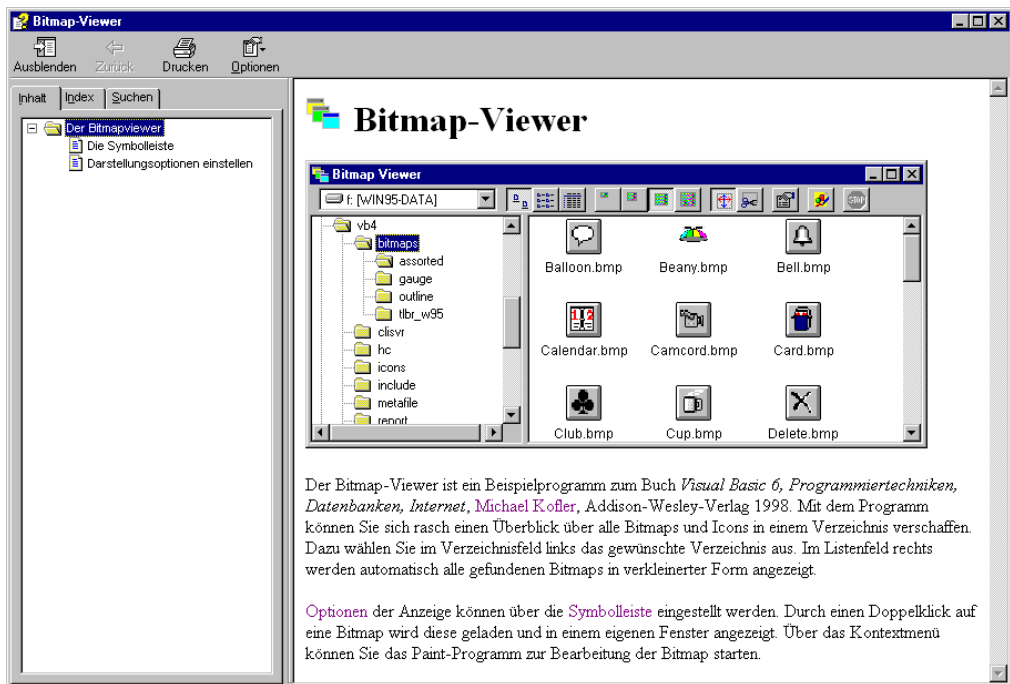 Bitmap-Viewer
Ausblenden Zurück Drucken Optionen
Inhalt Index Suchen
Der Bitmapviewer
Die Symbolleiste
Darstellungsoptionen einstellen
Bitmap-Viewer
Bitmap Viewer
f: [WIN95-DATA]
STOP
vb4
bitmaps
assorted
gauge
outline
tlbr_w95
clisvr
hc
icons
include
metafile
report
Balloon.bmp Beany.bmp Bell.bmp
Calendar.bmp Camcord.bmp Card.bmp
Club.bmp Cup.bmp Delete.bmp
Der Bitmap-Viewer ist ein Beispielprogramm zum Buch Visual Basic 6, Programmiertechniken,
Datenbanken, Internet, Michael Kofler, Addison-Wesley-Verlag 1998. Mit dem Programm
können Sie sich rasch einen Überblick über alle Bitmaps und Icons in einem Verzeichnis verschaffen.
Dazu wählen Sie im Verzeichnisfeld links das gewünschte Verzeichnis aus. Im Listenfeld rechts
werden automatisch alle gefundenen Bitmaps in verkleinerter Form angezeigt.
Optionen der Anzeige können über die Symbolleiste eingestellt werden. Durch einen Doppelklick auf
eine Bitmap wird diese geladen und in einem eigenen Fenster angezeigt. Über das Kontextmenü
können Sie das Paint-Programm zur Bearbeitung der Bitmap starten.